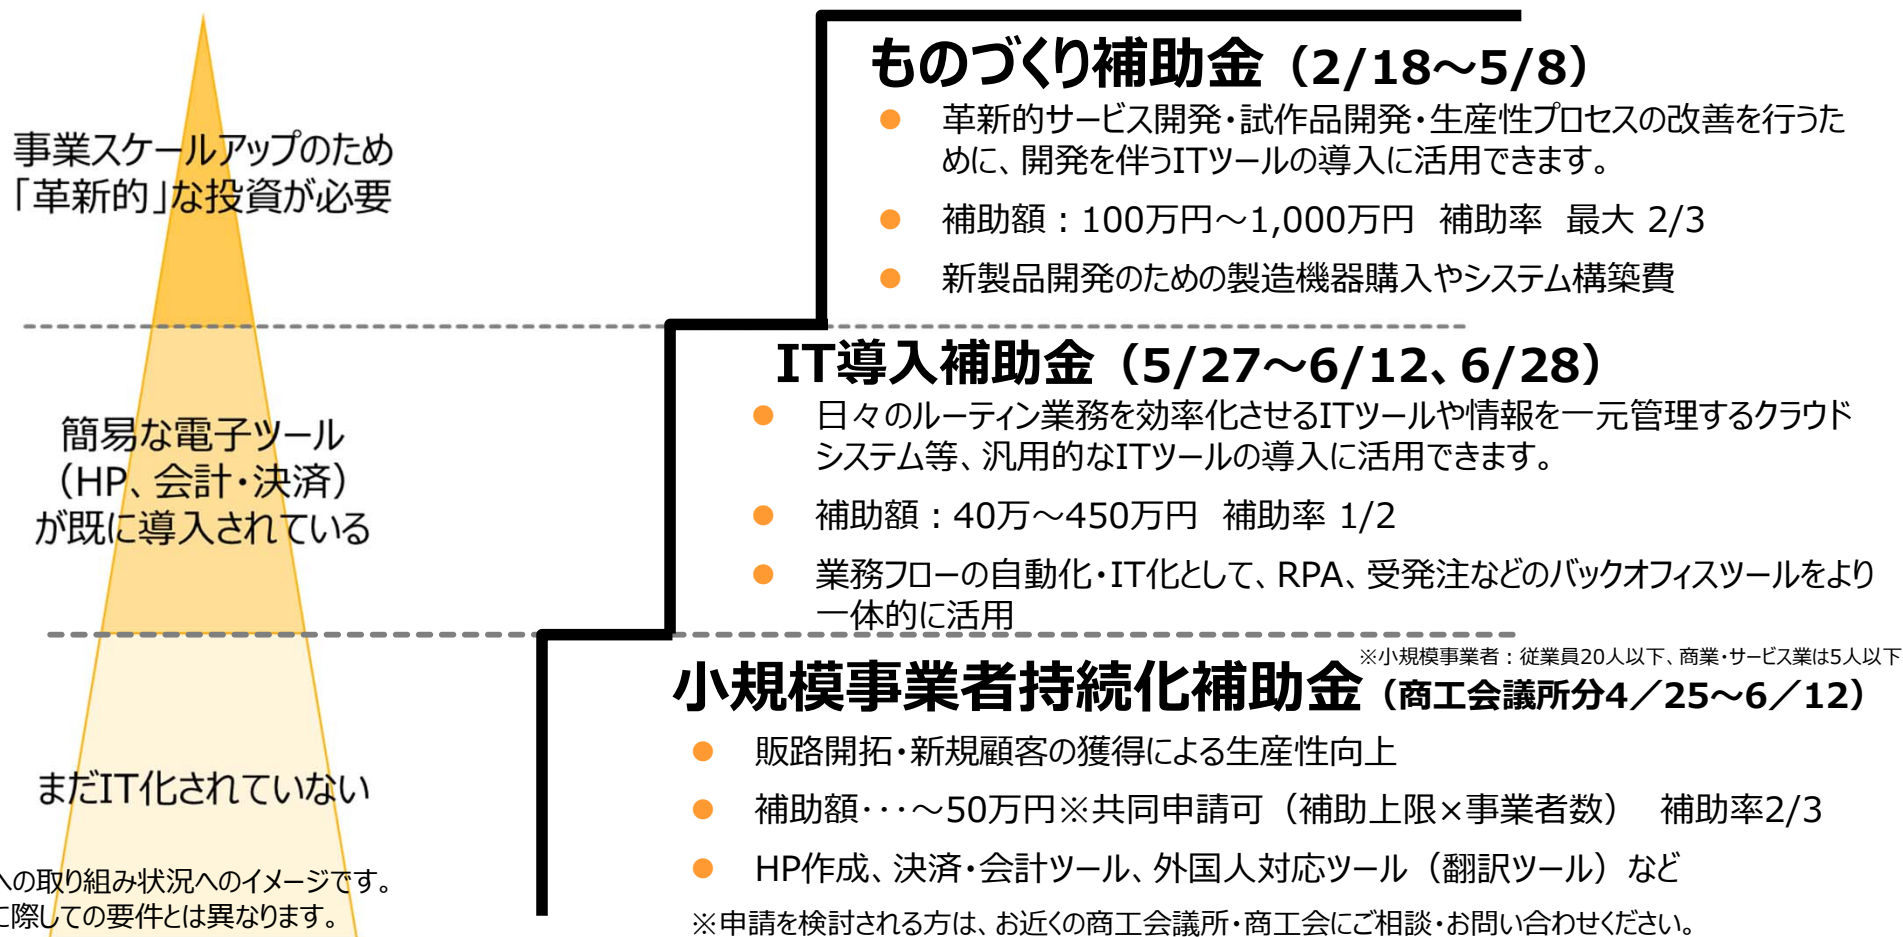 ものづくり補助金（2/18～5/8）
● 革新的サービス開発・試作品開発・生産性プロセスの改善を行うた
めに、開発を伴うITツールの導入に活用できます。
● 補助額：100万円～1,000万円 補助率 最大 2/3
● 新製品開発のための製造機器購入やシステム構築費
事業スケールアップのため
「革新的」な投資が必要
IT導入補助金（5/27～6/12、6/28）
● 日々のルーティン業務を効率化させるITツールや情報を一元管理するクラウド
システム等、汎用的なITツールの導入に活用できます。
● 補助額：40万～450万円 補助率 1/2
● 業務フローの自動化・IT化として、RPA、受発注などのバックオフィスツールをより
一体的に活用
簡易な電子ツール
（HP、会計・決済）
が既に導入されている
※小規模事業者：従業員20人以下、商業・サービス業は5人以下
小規模事業者持続化補助金（商工会議所分4／25～6／12）
● 販路開拓・新規顧客の獲得による生産性向上
● 補助額・・・～50万円※共同申請可（補助上限×事業者数） 補助率2/3
● HP作成、決済・会計ツール、外国人対応ツール（翻訳ツール）など
※申請を検討される方は、お近くの商工会議所・商工会にご相談・お問い合わせください。
まだIT化されていない
への取り組み状況へのイメージです。
に際しての要件とは異なります。